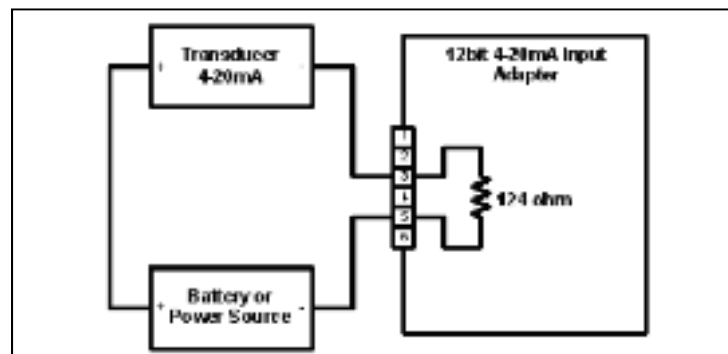 Transducer
4-20mA
+ -
12bit 4-20mA Input
Adapter
1
2
3
4
5
6
124 ohm
Battery or
Power Source
+ -